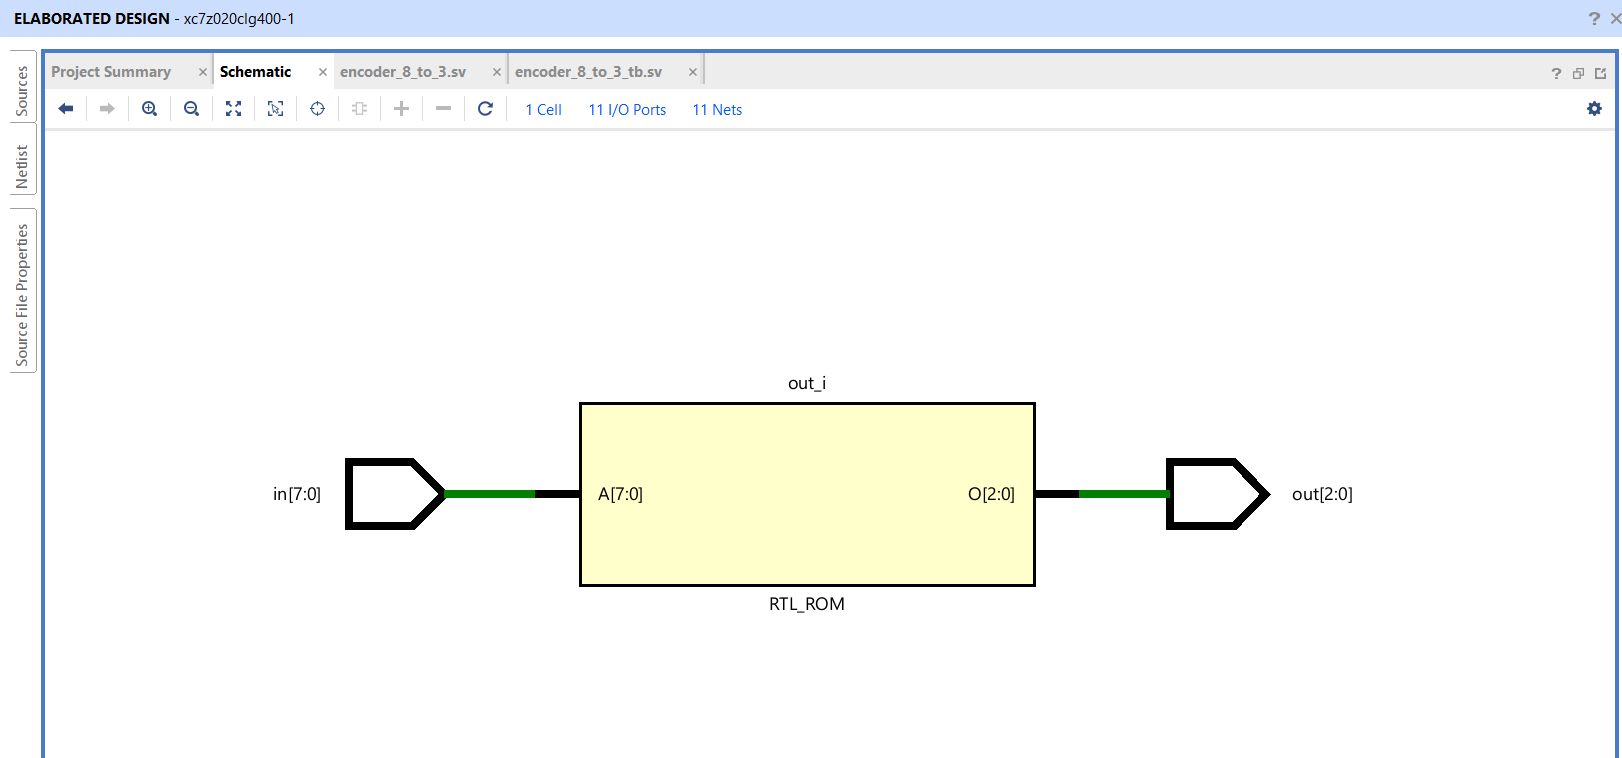 ELABORATED DESIGN - xc7z020clg400-1
?
Sources
Netlist
Source File Properties
Project Summary
Schematic
encoder_8_to_3.sv
encoder_8_to_3_tb.sv
?
1 Cell
11 I/O Ports
11 Nets
out_i
in[7:0]
A[7:0]
O[2:0]
out[2:0]
RTL_ROM